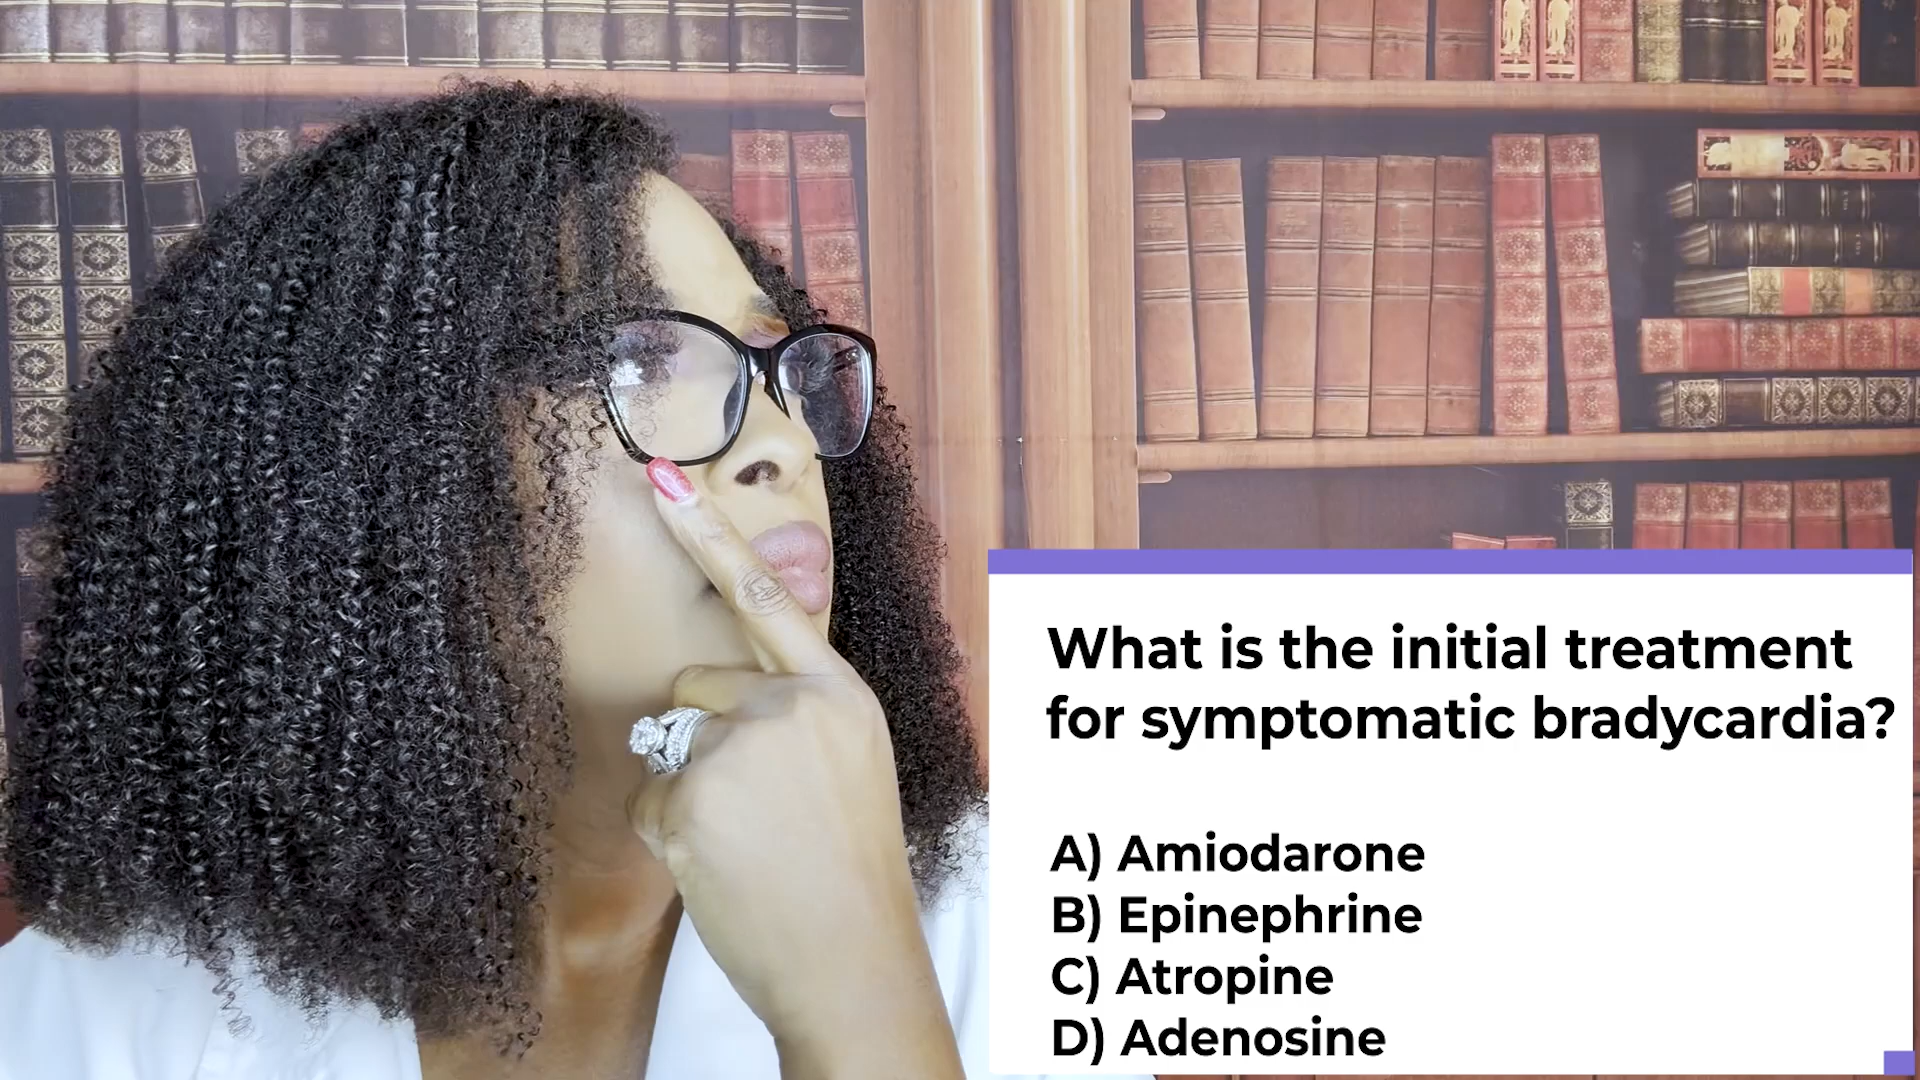 What is the initial treatment
for symptomatic bradycardia?
A) Amiodarone
B) Epinephrine
C) Atropine
D) Adenosine